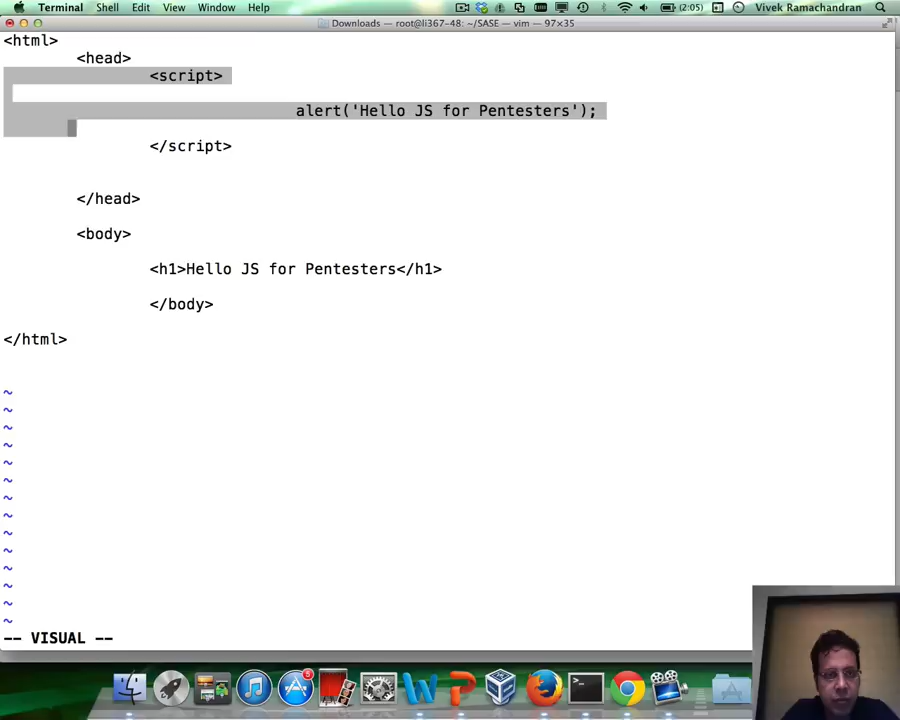 Terminal Shell Edit View Window Help (2:05) Vivek Ramachandran
Downloads — root@li367-48: ~/SASE — vim — 97×35
<html>
<head>
<script>
alert('Hello JS for Pentesters');
</script>
</head>
<body>
<h1>Hello JS for Pentesters</h1>
</body>
</html>
~
~
~
~
~
~
~
~
~
~
~
~
~
~
-- VISUAL --